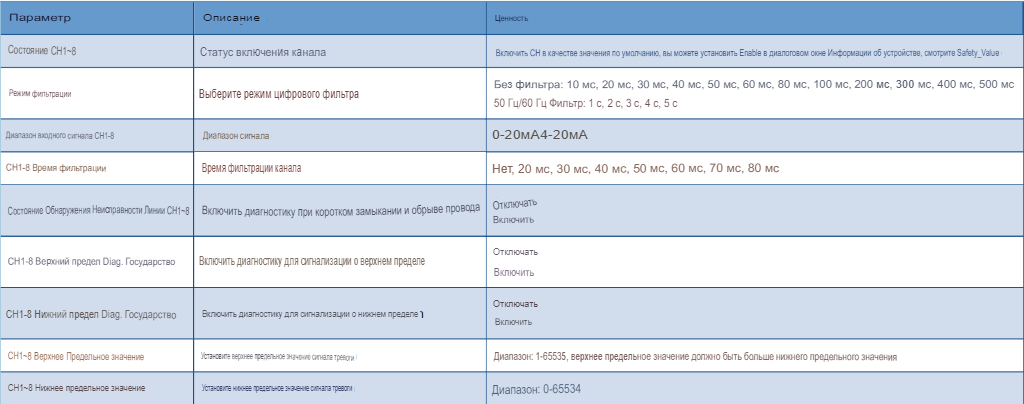 Параметр
Описание
Ценность
Состояние CH1~8
Статус включения канала
Включить CH в качестве значения по умолчанию, вы можете установить Enable в диалоговом окне Информации об устройстве, смотрите Safety_Value
Режим фильтрации
Выберите режим цифрового фильтра
Без фильтра: 10 мс, 20 мс, 30 мс, 40 мс, 50 мс, 60 мс, 80 мс, 100 мс, 200 мс, 300 мс, 400 мс, 500 мс
50 Гц/60 Гц Фильтр: 1 с, 2 с, 3 с, 4 с, 5 с
Диапазон входного сигнала CH1-8
Диапазон сигнала
0-20мА4-20мА
CH1-8 Время фильтрации
Время фильтрации канала
Нет, 20 мс, 30 мс, 40 мс, 50 мс, 60 мс, 70 мс, 80 мс
Состояние Обнаружения Неисправности Линии CH1~8
Включить диагностику при коротком замыкании и обрыве провода
Отключать
Включить
CH1-8 Верхний предел Diag. Государство
Включить диагностику для сигнализации о верхнем пределе
Отключать
Включить
CH1-8 Нижний предел Diag. Государство
Включить диагностику для сигнализации о нижнем пределе
Отключать
Включить
CH1~8 Верхнее Предельное значение
Установите верхнее предельное значение сигнала тревоги
Диапазон: 1-65535, верхнее предельное значение должно быть больше нижнего предельного значения
CH1~8 Нижнее предельное значение
Установите нижнее предельное значение сигнала тревоги
Диапазон: 0-65534